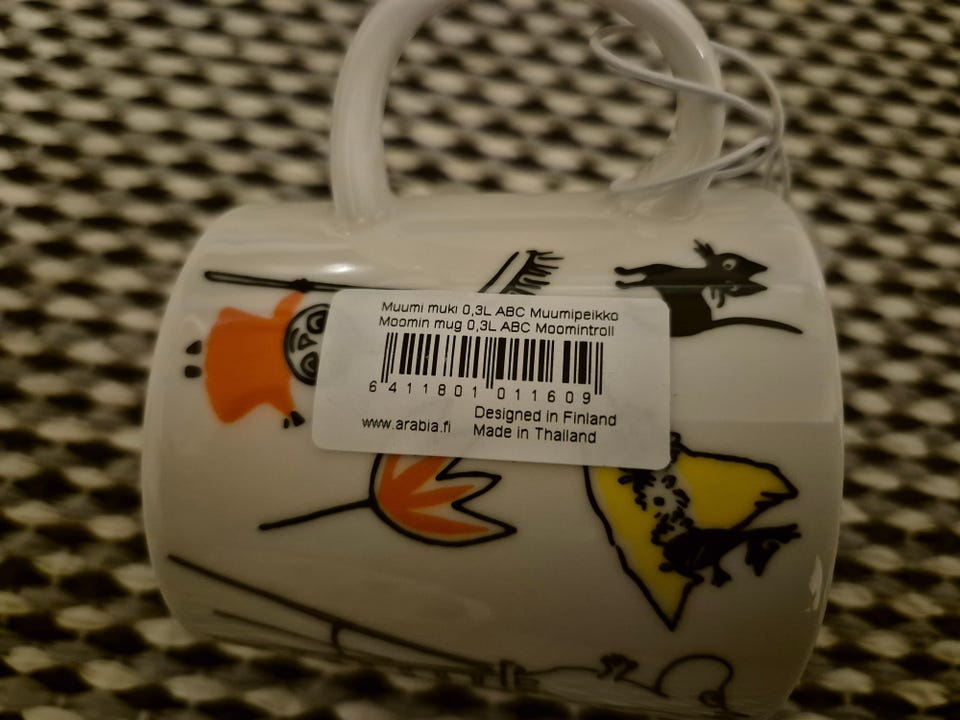 Muumi muki 0,3L ABC Muumipeikko
Moomin mug 0,3L ABC Moomintroll
6 411801 011609
Designed in Finland
www.arabia.fi Made in Thailand